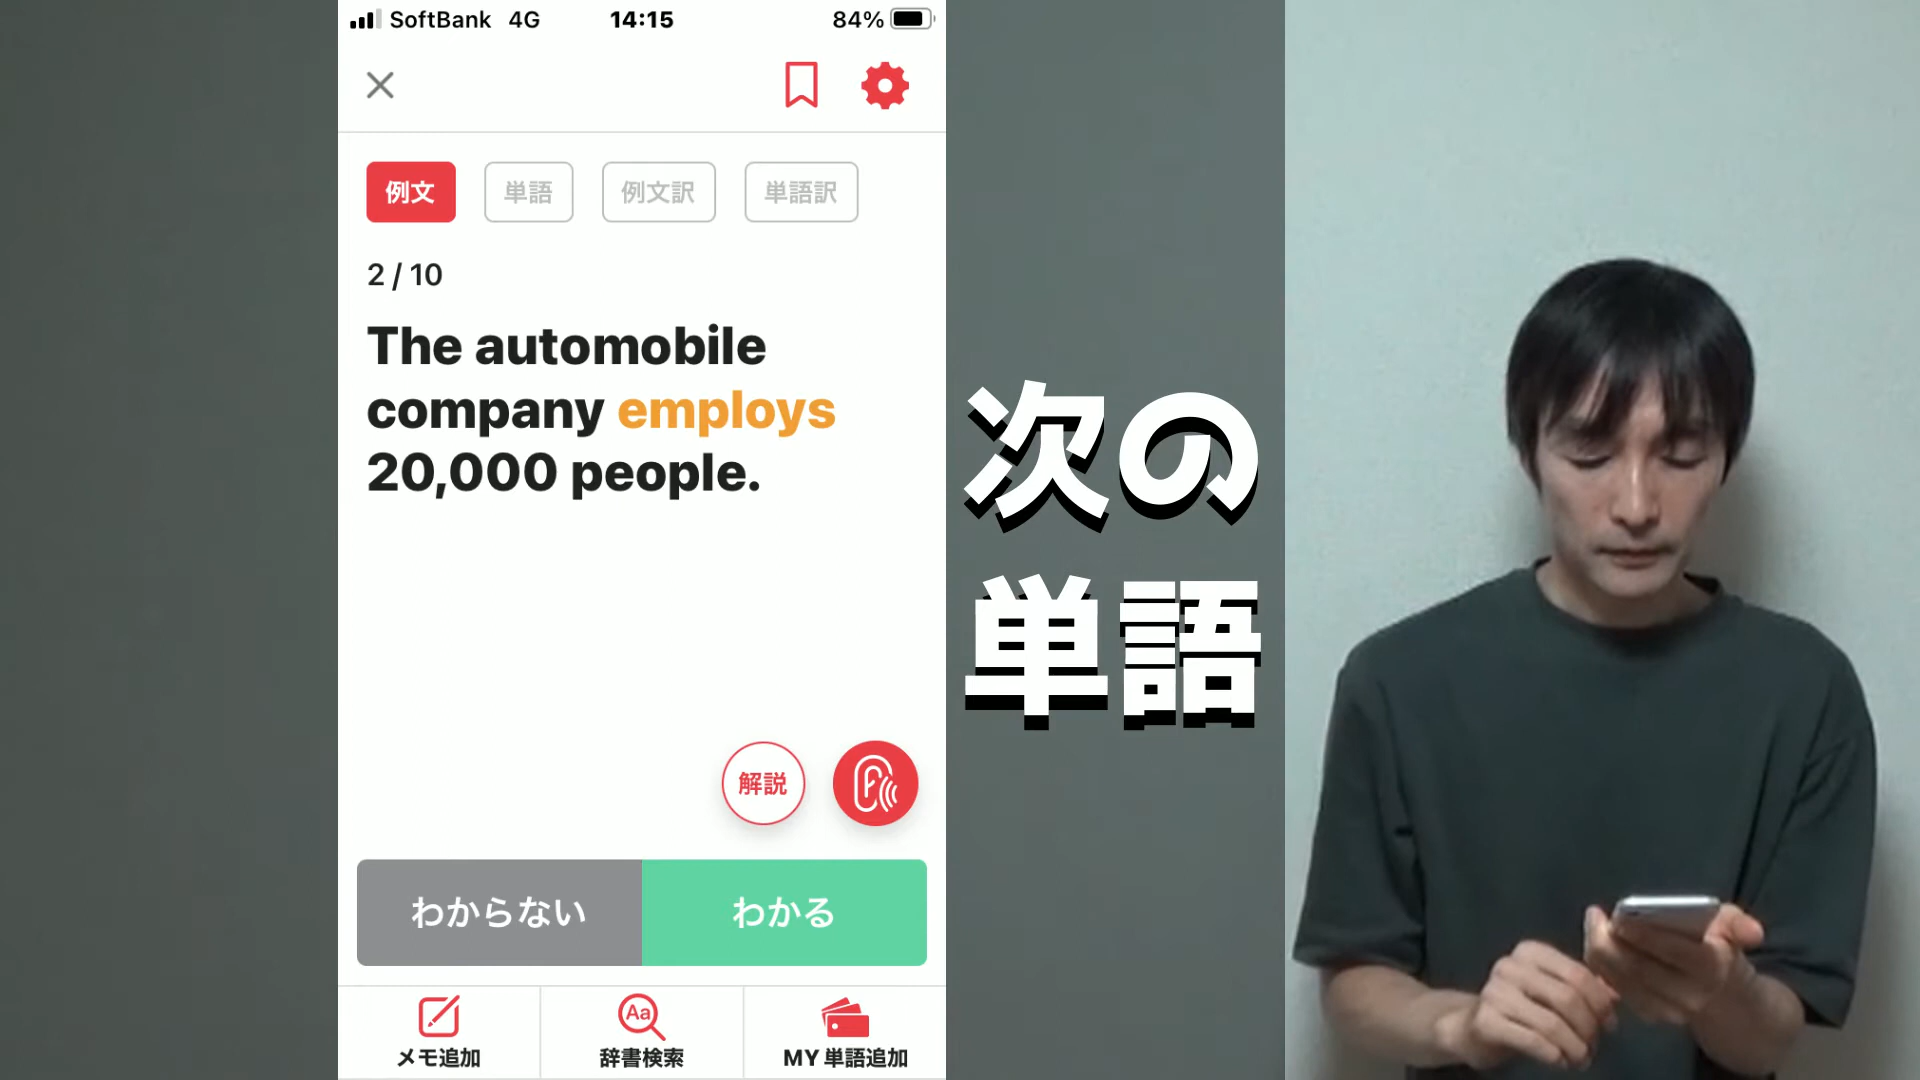 SoftBank 4G 14:15 84%
例文 単語 例文訳 単語訳
2 / 10
The automobile
company employs
20,000 people.
次の
単語
解説
わからない わかる
メモ追加 Aa 辞書検索 MY 単語追加